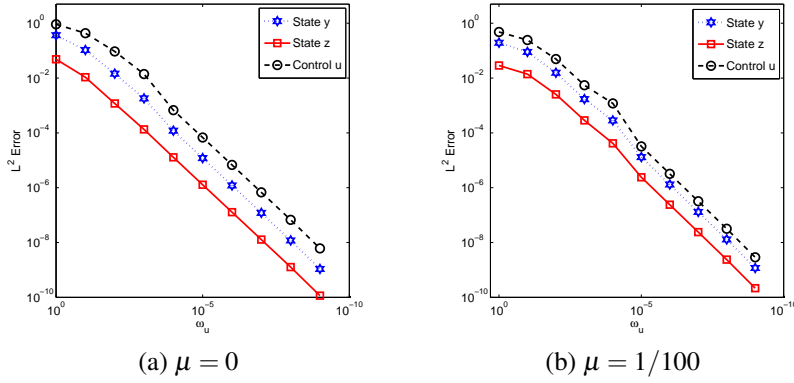 10^0
10^-2
10^-4
10^-6
10^-8
10^-10
L^2 Error
State y
State z
Control u
10^0
10^-5
10^-10
ω_u
(a) μ = 0
10^0
10^-2
10^-4
10^-6
10^-8
10^-10
L^2 Error
State y
State z
Control u
10^0
10^-5
10^-10
ω_u
(b) μ = 1/100